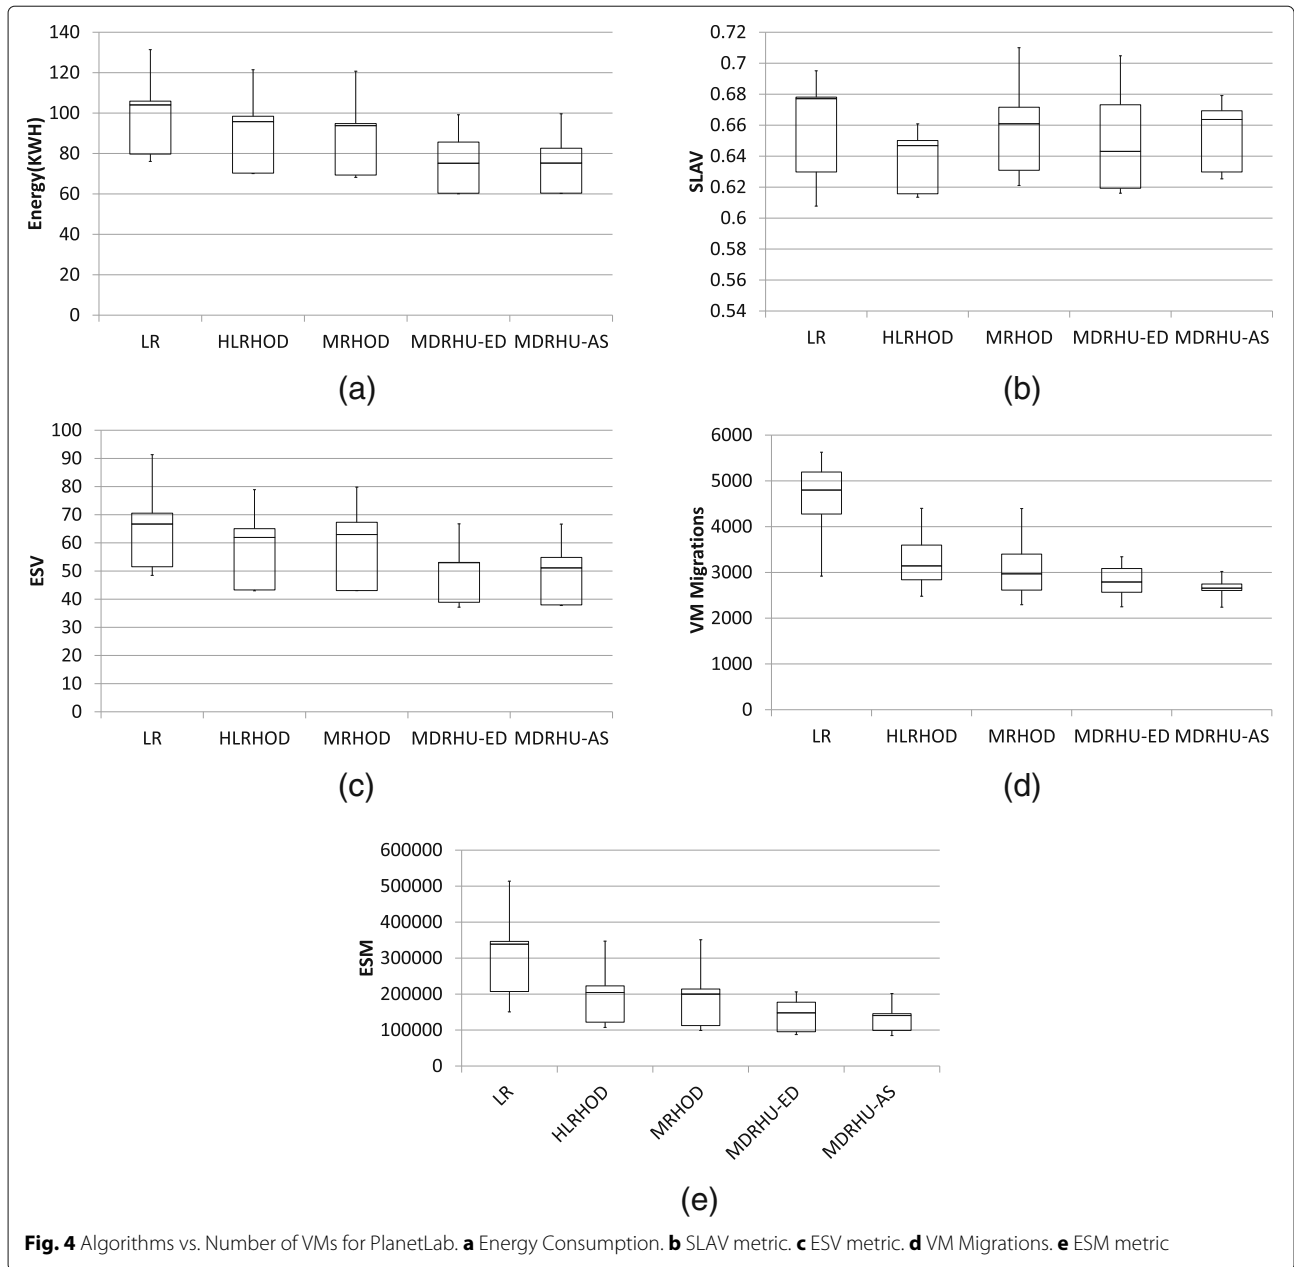 140
120
100
80
60
40
20
0
Energy(KWH)
LR HLRHOD MRHOD MDRHU-ED MDRHU-AS
(a)
0.72
0.7
0.68
0.66
0.64
0.62
0.6
0.58
0.56
0.54
SLAV
LR HLRHOD MRHOD MDRHU-ED MDRHU-AS
(b)
100
90
80
70
60
50
40
30
20
10
0
ESV
LR HLRHOD MRHOD MDRHU-ED MDRHU-AS
(c)
6000
5000
4000
3000
2000
1000
0
VM Migrations
LR HLRHOD MRHOD MDRHU-ED MDRHU-AS
(d)
600000
500000
400000
300000
200000
100000
0
ESM
LR HLRHOD MRHOD MDRHU-ED MDRHU-AS
(e)
Fig. 4 Algorithms vs. Number of VMs for PlanetLab. a Energy Consumption. b SLAV metric. c ESV metric. d VM Migrations. e ESM metric